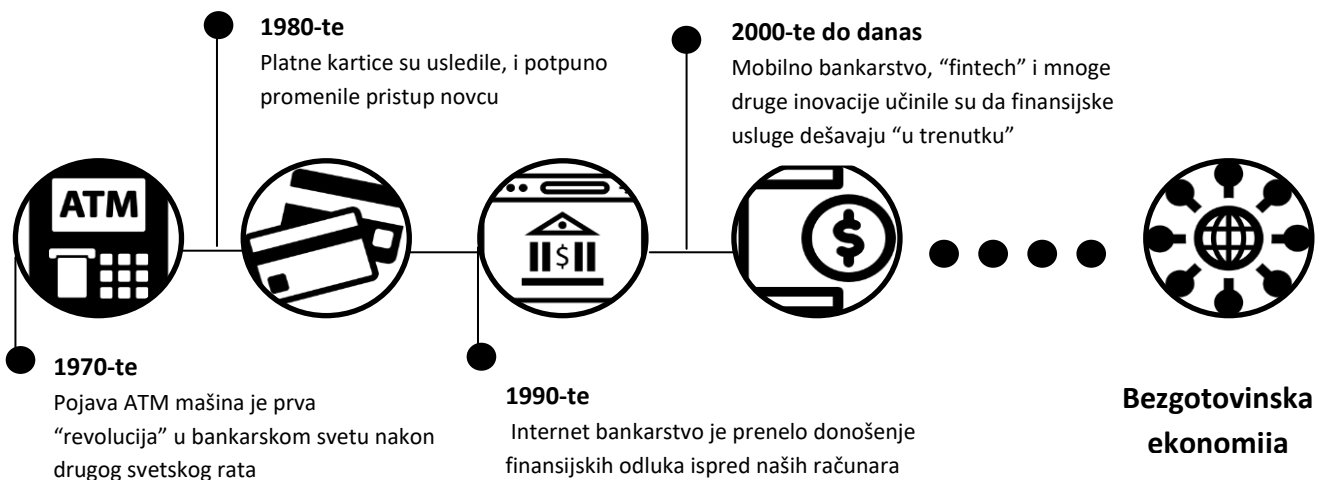 1980-te
Platne kartice su usledile, i potpuno
promenile pristup novcu
2000-te do danas
Mobilno bankarstvo, “fintech” i mnoge
druge inovacije učinile su da finansijske
usluge dešavaju “u trenutku”
ATM
$
$
1970-te
Pojava ATM mašina je prva
“revolucija” u bankarskom svetu nakon
drugog svetskog rata
1990-te
Internet bankarstvo je prenelo donošenje
finansijskih odluka ispred naših računara
Bezgotovinska
ekonomija